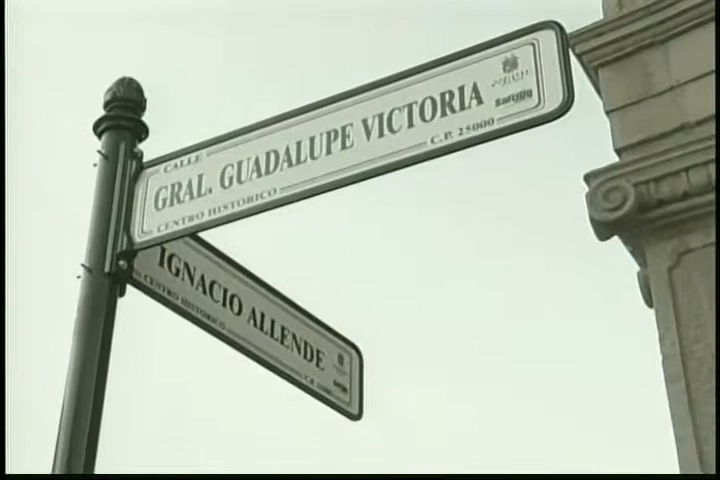 CALLE
GRAL. GUADALUPE VICTORIA
CENTRO HISTORICO
C.P. 25000
Saltillo
IGNACIO ALLENDE
CENTRO HISTORICO